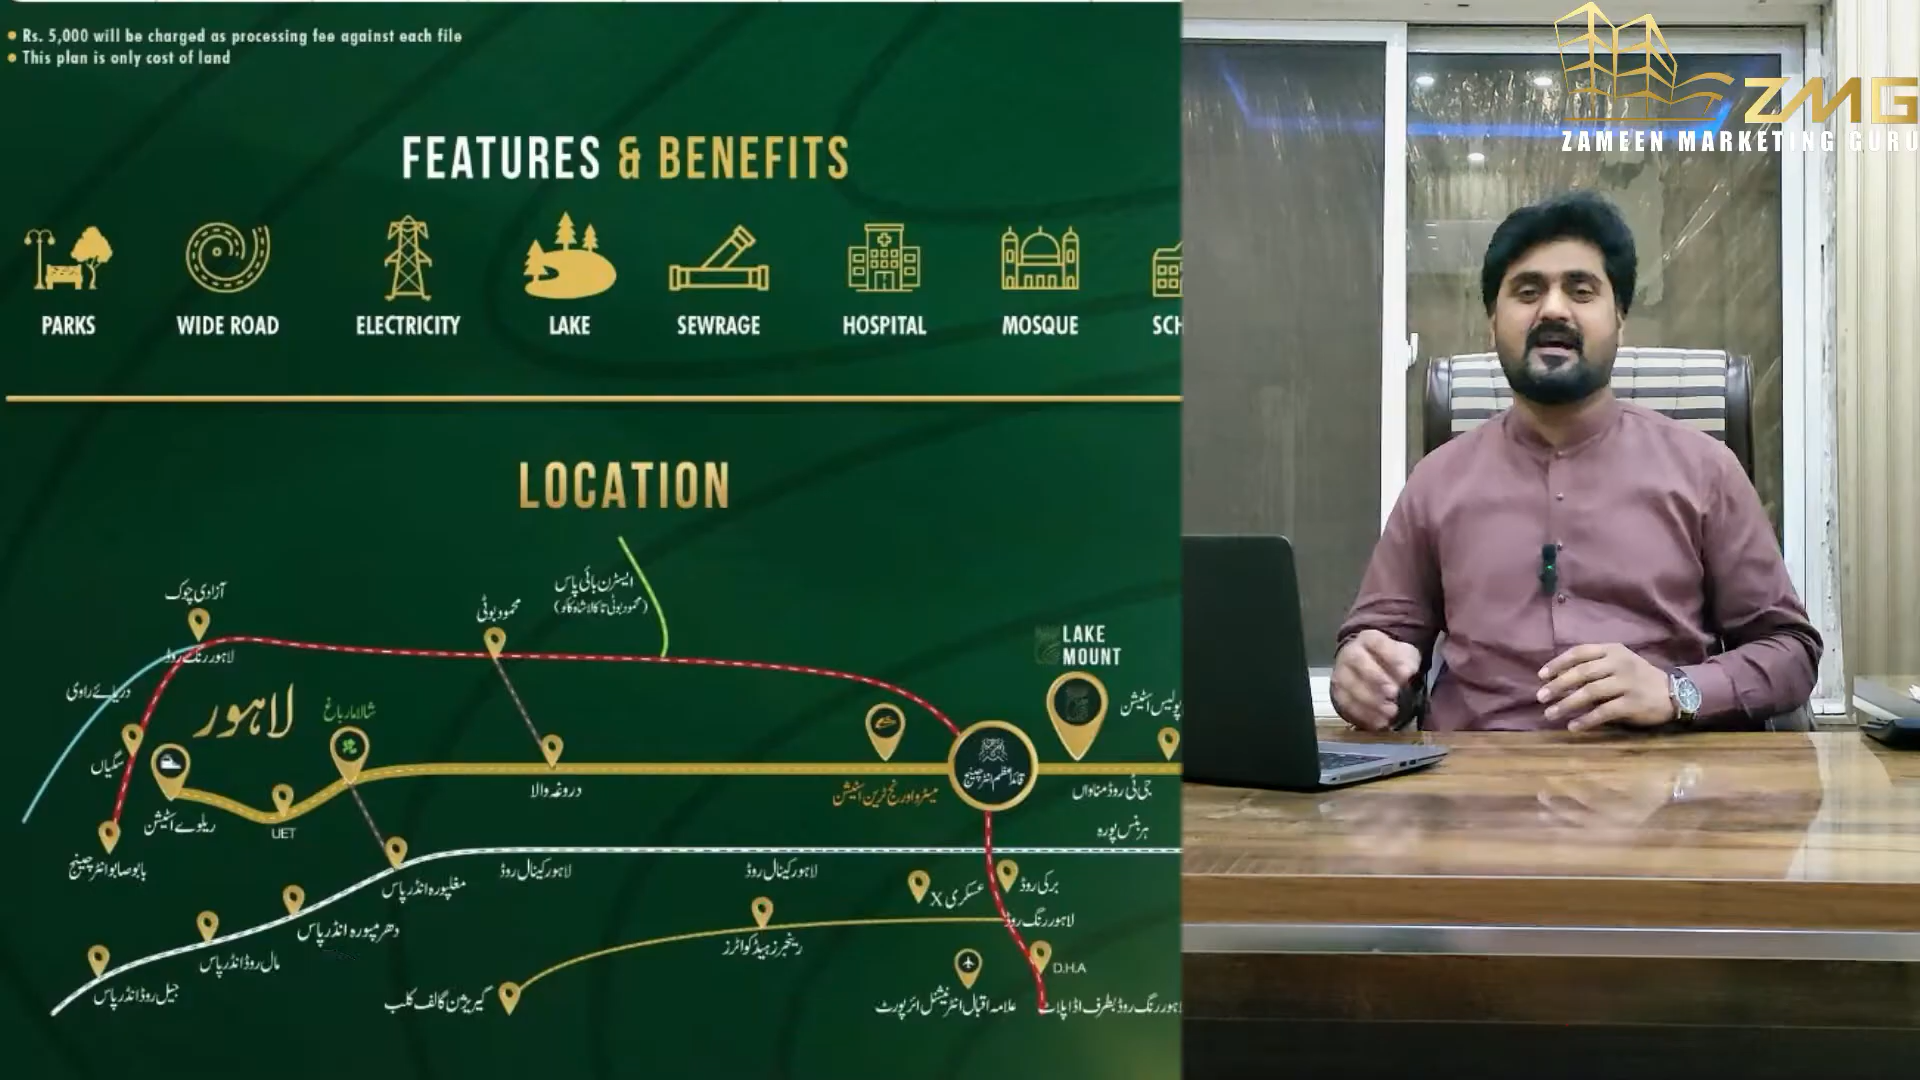 Rs. 5,000 will be charged as processing fee against each file
This plan is only cost of land
ZMG
ZAMEEN MARKETING GURU
FEATURES & BENEFITS
PARKS
WIDE ROAD
ELECTRICITY
LAKE
SEWRAGE
HOSPITAL
MOSQUE
SCH
LOCATION
ایسٹرن بائی پاس
(محمود بوٹی تا کالا شاہ کاکو)
آزادی چوک
محمود بوٹی
لاہور رنگ روڈ
LAKE
MOUNT
دریائے راوی
لاہور
شالامار باغ
پولیس اسٹیشن
سگیاں
ریلوے اسٹیشن
UET
دروغہ والا
میٹرو اورنج ٹرین اسٹیشن
قائداعظم انٹرچینج
جی ٹی روڈ مناواں
ہربنس پورہ
بابو صابو انٹرچینج
مغلپورہ انڈر پاس
لاہور کینال روڈ
لاہور کینال روڈ
عسکری X
برکی روڈ
لاہور رنگ روڈ
دھرمپورہ انڈر پاس
رینجرز ہیڈ کوارٹرز
مال روڈ انڈر پاس
D.H.A
جیل روڈ انڈر پاس
گیریژن گالف کلب
علامہ اقبال انٹرنیشنل ائرپورٹ
لاہور رنگ روڈ بطرف اڈا پلاٹ